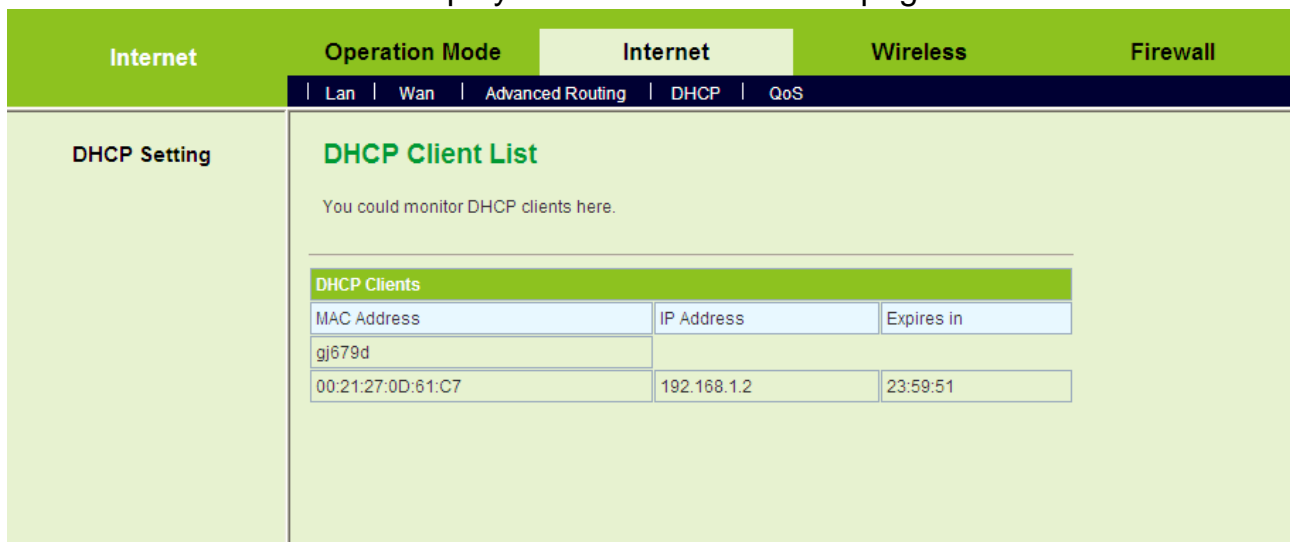 Internet
Operation Mode Internet Wireless Firewall
| Lan | Wan | Advanced Routing | DHCP | QoS
DHCP Setting
DHCP Client List
You could monitor DHCP clients here.
DHCP Clients
MAC Address IP Address Expires in
gj679d
00:21:27:0D:61:C7 192.168.1.2 23:59:51